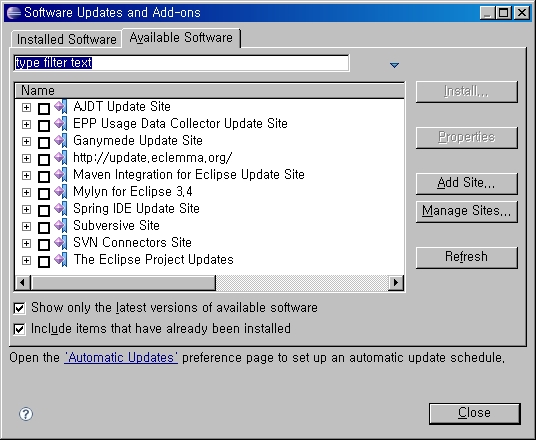 Software Updates and Add-ons
Installed Software
Available Software
type filter text
Name
AJDT Update Site
EPP Usage Data Collector Update Site
Ganymede Update Site
http://update.eclemma.org/
Maven Integration for Eclipse Update Site
Mylyn for Eclipse 3.4
Spring IDE Update Site
Subversive Site
SVN Connectors Site
The Eclipse Project Updates
Install...
Properties
Add Site...
Manage Sites...
Refresh
Show only the latest versions of available software
Include items that have already been installed
Open the 'Automatic Updates' preference page to set up an automatic update schedule.
?
Close